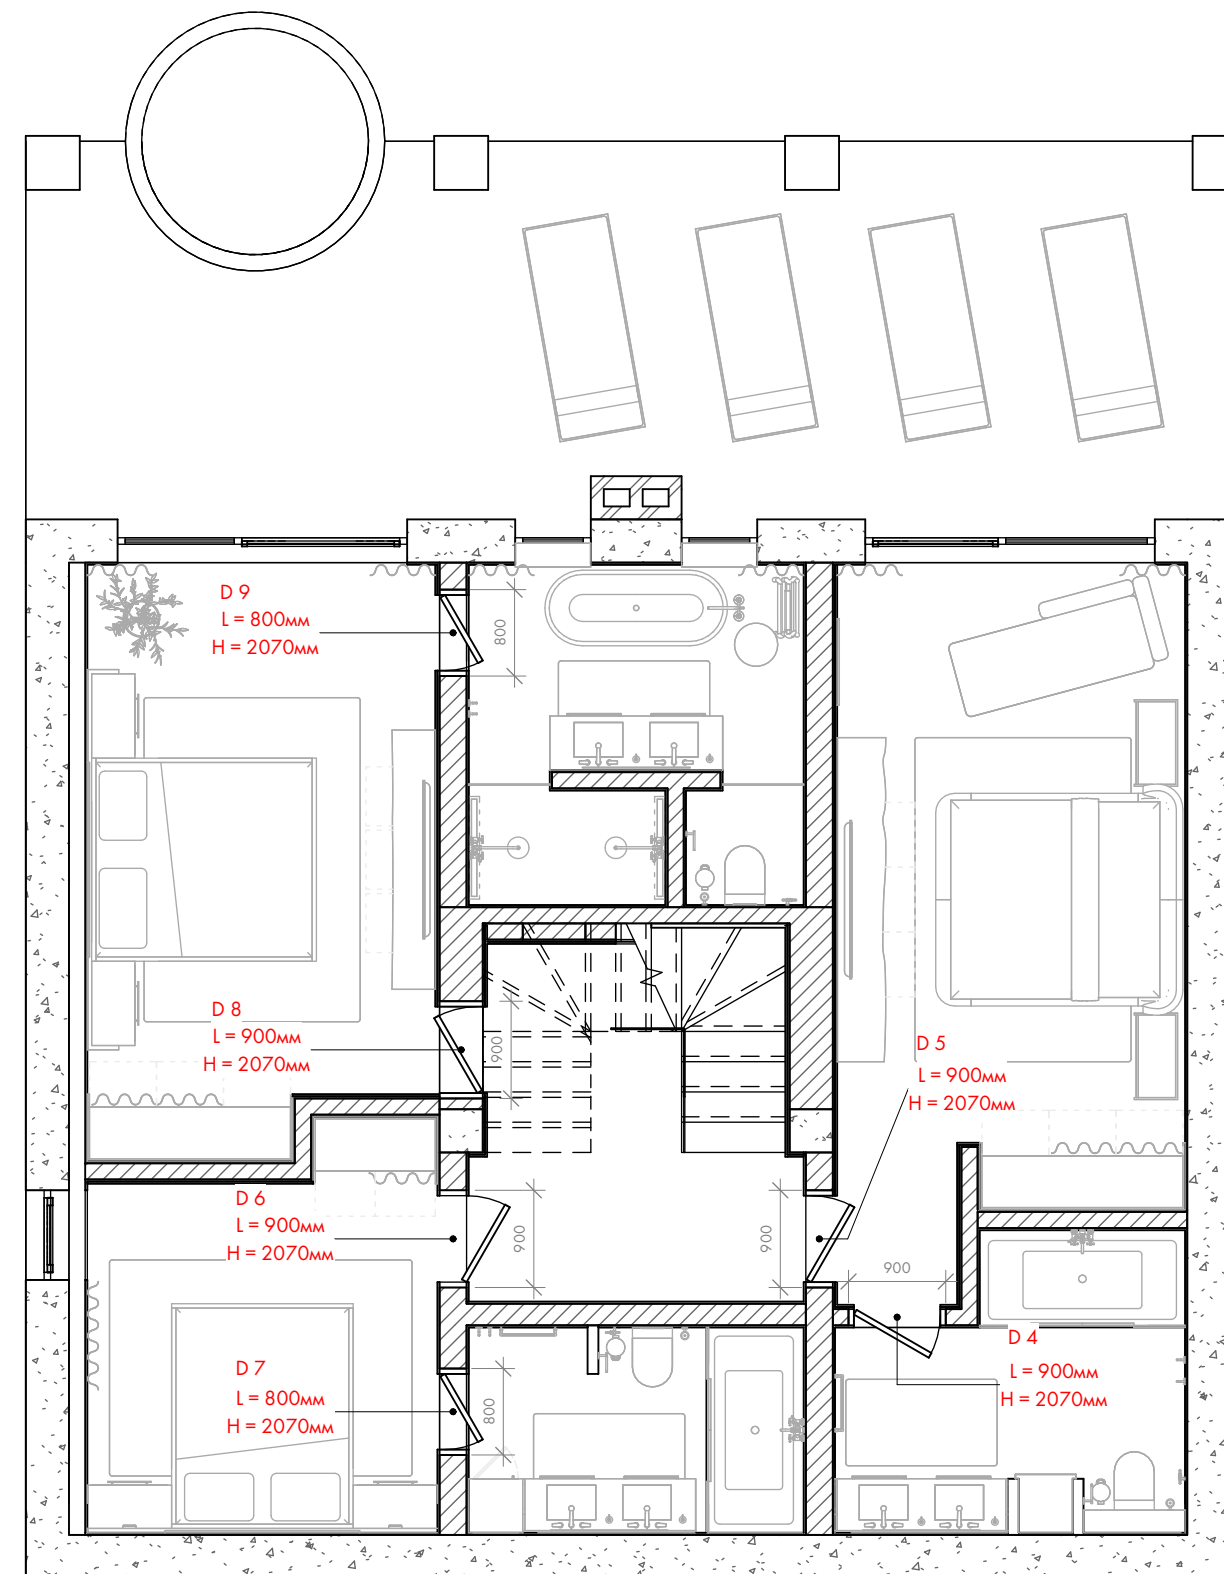 D 9
L = 800мм
H = 2070мм
800
D 8
L = 900мм
H = 2070мм
900
D 5
L = 900мм
H = 2070мм
D 6
L = 900мм
H = 2070мм
900
900
900
D 4
L = 900мм
H = 2070мм
D 7
L = 800мм
H = 2070мм
800